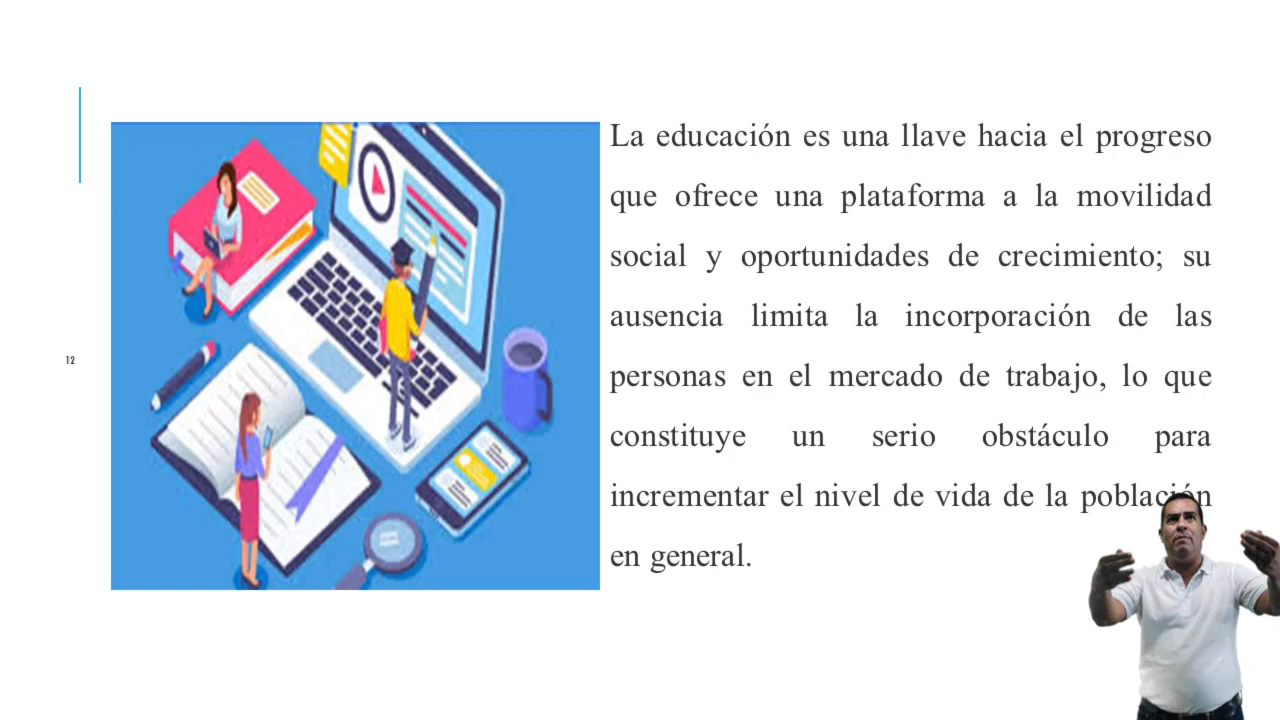 La educación es una llave hacia el progreso
que ofrece una plataforma a la movilidad
social y oportunidades de crecimiento; su
ausencia limita la incorporación de las
personas en el mercado de trabajo, lo que
constituye un serio obstáculo para
incrementar el nivel de vida de la población
en general.
12